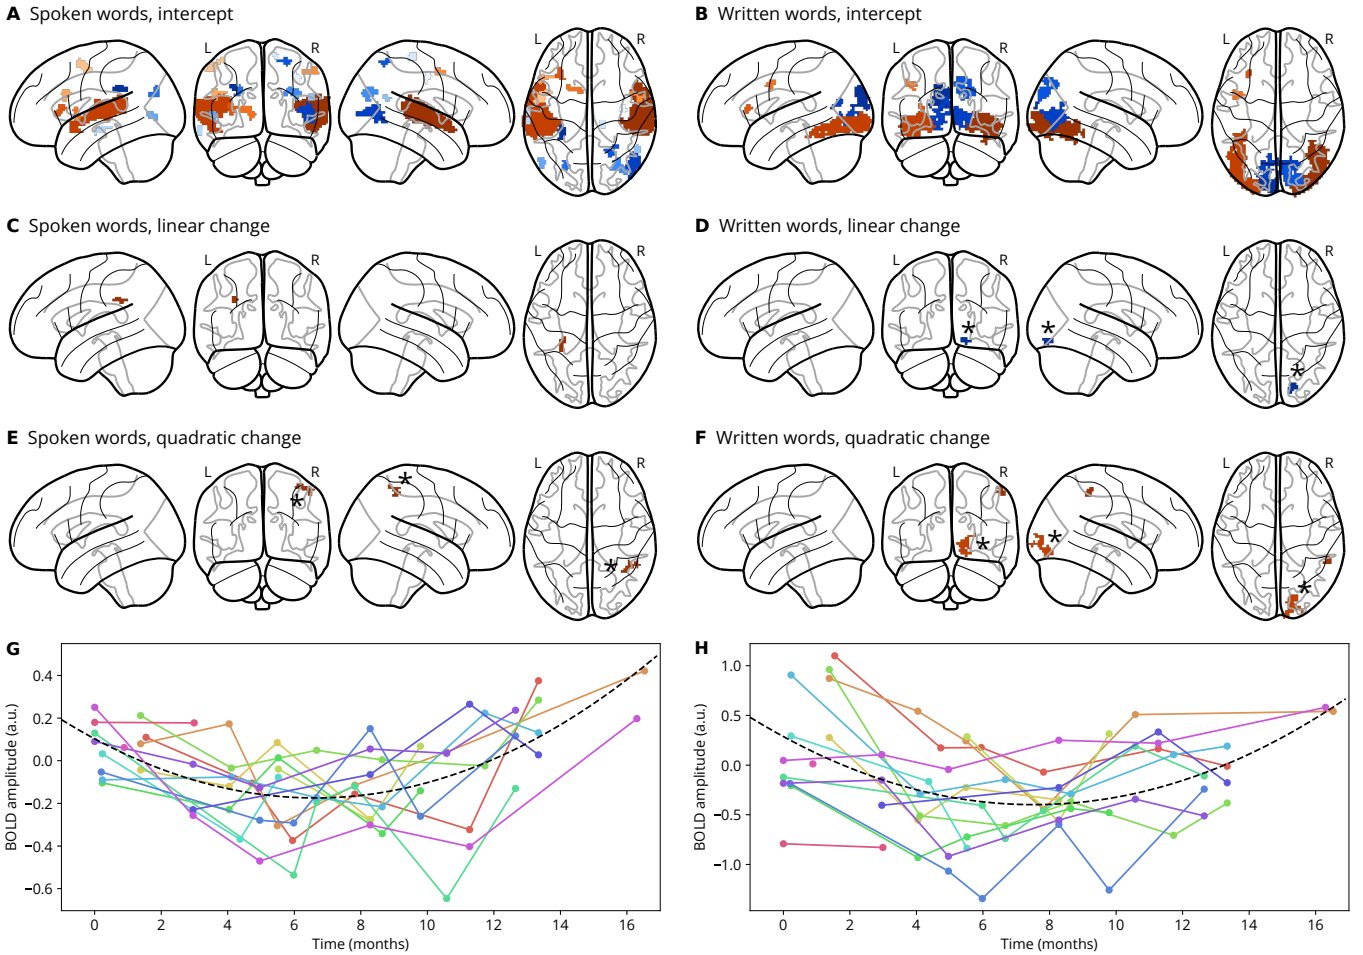 A Spoken words, intercept
B Written words, intercept
L R L R
L R L R
C Spoken words, linear change
D Written words, linear change
L R L R
L R L R
* * *
E Spoken words, quadratic change
F Written words, quadratic change
L R L R
L R L R
* * *
* * *
G
BOLD amplitude (a.u.)
0.4
0.2
0.0
−0.2
−0.4
−0.6
0 2 4 6 8 10 12 14 16
Time (months)
H
BOLD amplitude (a.u.)
1.0
0.5
0.0
−0.5
−1.0
0 2 4 6 8 10 12 14 16
Time (months)